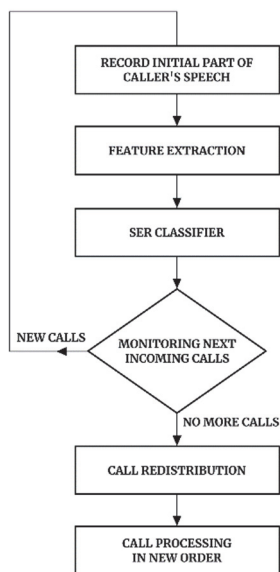 RECORD INITIAL PART OF
CALLER'S SPEECH
FEATURE EXTRACTION
SER CLASSIFIER
NEW CALLS
MONITORING NEXT
INCOMING CALLS
NO MORE CALLS
CALL REDISTRIBUTION
CALL PROCESSING
IN NEW ORDER